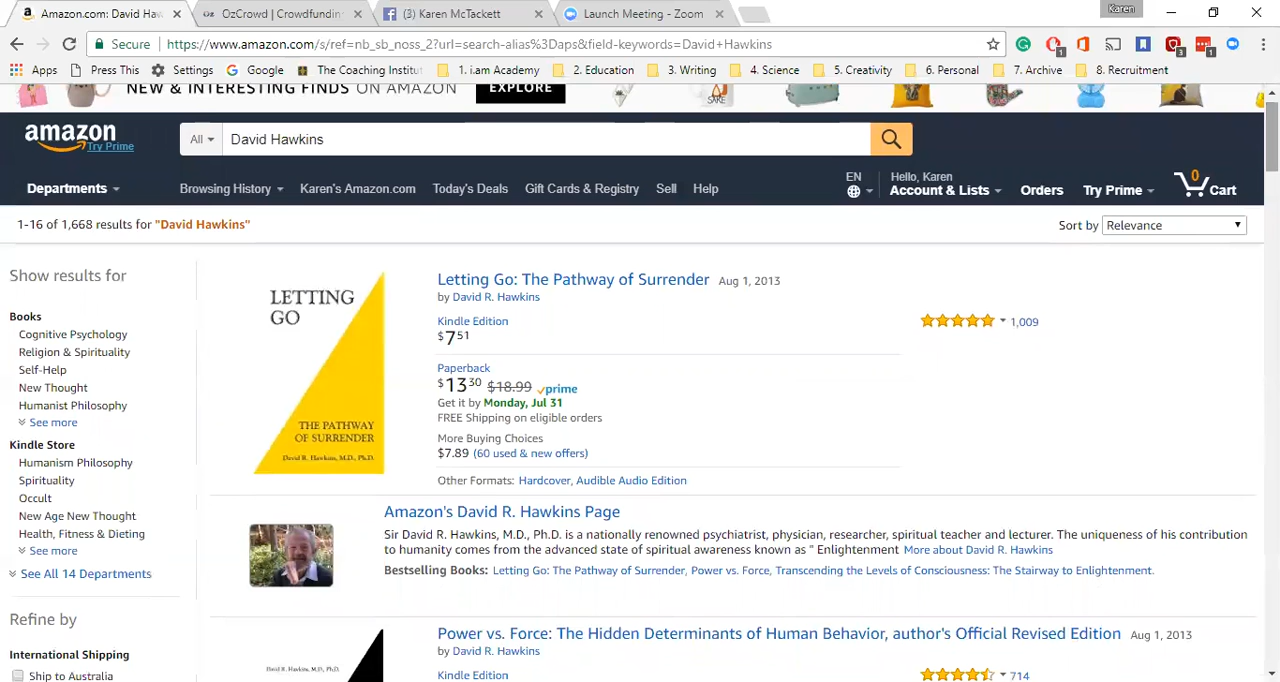 Amazon.com: David Haw
OzCrowd | Crowdfundin
(3) Karen McTackett
Launch Meeting - Zoom
Karen
Secure
https://www.amazon.com/s/ref=nb_sb_noss_2?url=search-alias%3Daps&field-keywords=David+Hawkins
Apps
Press This
Settings
Google
The Coaching Institu
1. i.am Academy
2. Education
3. Writing
4. Science
5. Creativity
6. Personal
7. Archive
8. Recruitment
NEW & INTERESTING FINDS ON AMAZON
EXPLORE
amazon
Try Prime
All
David Hawkins
Departments
Browsing History
Karen's Amazon.com
Today's Deals
Gift Cards & Registry
Sell
Help
EN
Hello, Karen
Account & Lists
Orders
Try Prime
0
Cart
1-16 of 1,668 results for "David Hawkins"
Sort by Relevance
Show results for
Books
Cognitive Psychology
Religion & Spirituality
Self-Help
New Thought
Humanist Philosophy
See more
Kindle Store
Humanism Philosophy
Spirituality
Occult
New Age New Thought
Health, Fitness & Dieting
See more
See All 14 Departments
Refine by
International Shipping
Ship to Australia
LETTING
GO
THE PATHWAY
OF SURRENDER
David R. Hawkins, M.D., Ph.D.
Letting Go: The Pathway of Surrender Aug 1, 2013
by David R. Hawkins
Kindle Edition
$7.51
1,009
Paperback
$13.30 $18.99 prime
Get it by Monday, Jul 31
FREE Shipping on eligible orders
More Buying Choices
$7.89 (60 used & new offers)
Other Formats: Hardcover, Audible Audio Edition
Amazon's David R. Hawkins Page
Sir David R. Hawkins, M.D., Ph.D. is a nationally renowned psychiatrist, physician, researcher, spiritual teacher and lecturer. The uniqueness of his contribution
to humanity comes from the advanced state of spiritual awareness known as " Enlightenment More about David R. Hawkins
Bestselling Books: Letting Go: The Pathway of Surrender, Power vs. Force, Transcending the Levels of Consciousness: The Stairway to Enlightenment.
David R. Hawkins, M.D., Ph.D.
Power vs. Force: The Hidden Determinants of Human Behavior, author's Official Revised Edition Aug 1, 2013
by David R. Hawkins
Kindle Edition
714